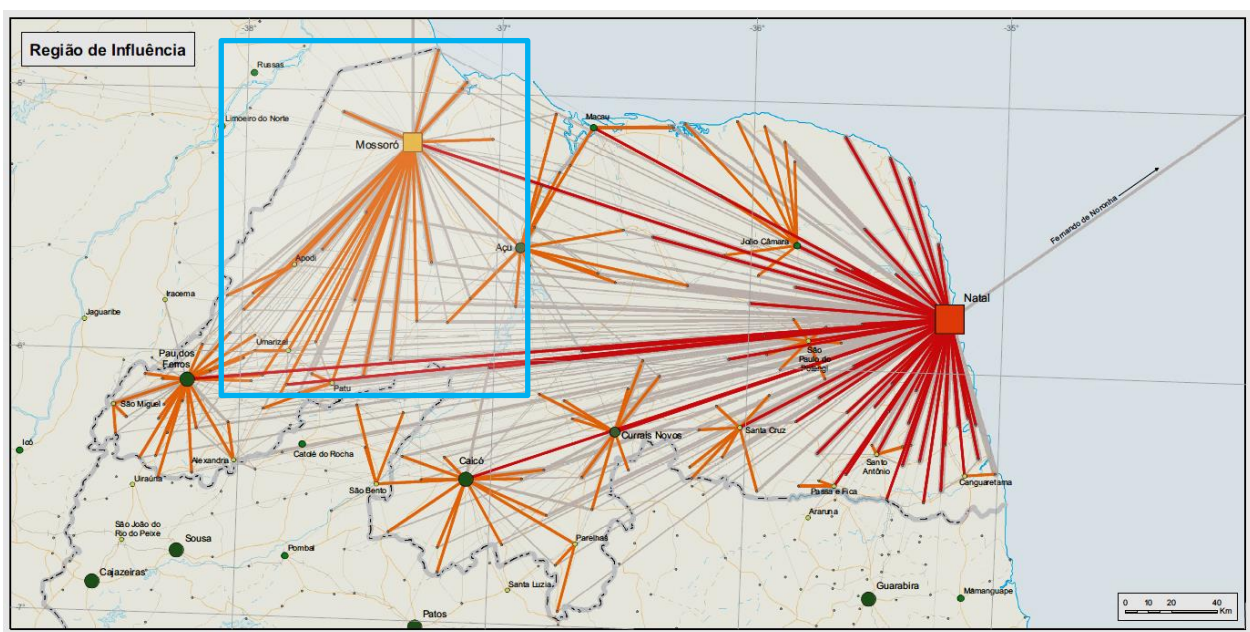 -38°
-37°
-36°
-35°
Região de Influência
Russas
-5°
Limoeiro do Norte
Macau
Mossoró
Fernando de Noronha
Açu
João Câmara
Apodi
Iracema
Natal
Jaguaribe
-6°
Umarizal
São
Paulo do
Potengi
Pau dos
Ferros
Patu
São Miguel
Currais Novos
Santa Cruz
Icó
Catolé do Rocha
Alexandria
Caicó
Santo
Antônio
Uiraúna
São Bento
Passa e Fica
Canguaretama
Araruna
São João do
Rio do Peixe
Sousa
Pombal
Parelhas
Cajazeiras
Santa Luzia
Guarabira
Mamanguape
-7°
Patos
0 10 20 40
Km